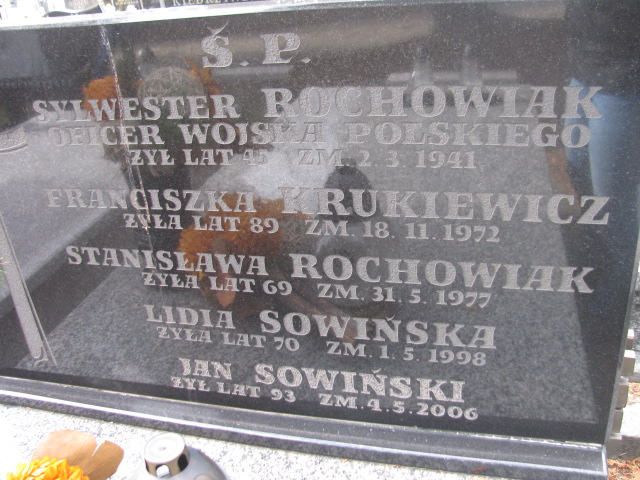 Ś. P.
SYLWESTER ROCHOWIAK
OFICER WOJSKA POLSKIEGO
ŻYŁ LAT 45 ZM. 2. 3. 1941
FRANCISZKA KRUKIEWICZ
ŻYŁA LAT 89 ZM. 18. 11. 1972
STANISŁAWA ROCHOWIAK
ŻYŁA LAT 69 ZM. 31. 5. 1977
LIDIA SOWIŃSKA
ŻYŁA LAT 70 ZM. 1. 5. 1998
JAN SOWIŃSKI
ŻYŁ LAT 93 ZM. 4. 5. 2006